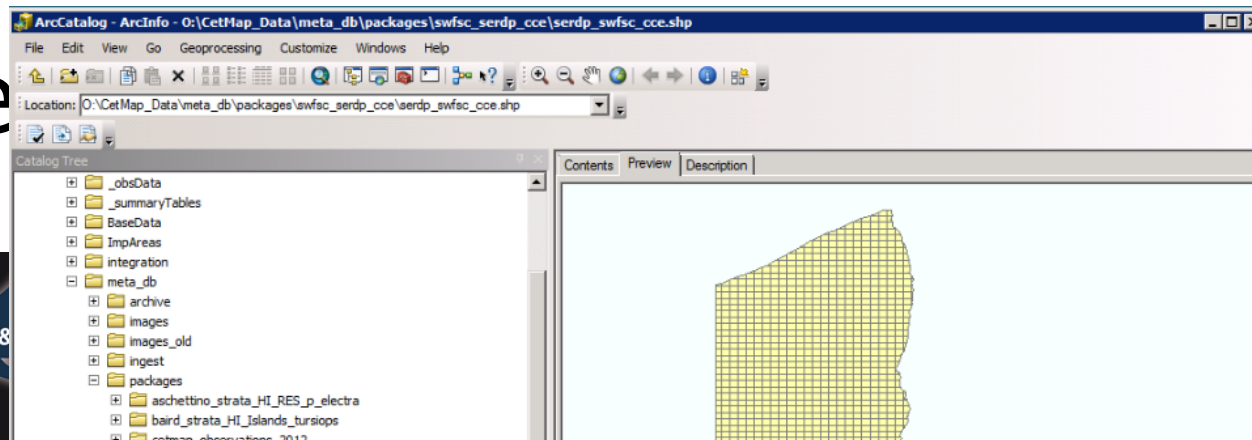 ArcCatalog - ArcInfo - O:\CetMap_Data\meta_db\packages\swfsc_serdp_cce\serdp_swfsc_cce.shp
File Edit View Go Geoprocessing Customize Windows Help
e
Location: O:\CetMap_Data\meta_db\packages\swfsc_serdp_cce\serdp_swfsc_cce.shp
Catalog Tree
Contents Preview Description
_obsData
_summaryTables
BaseData
ImpAreas
integration
meta_db
archive
images
&
images_old
ingest
packages
aschettino_strata_HI_RES_p_electra
baird_strata_HI_Islands_tursiops
cetmap_observations_2012